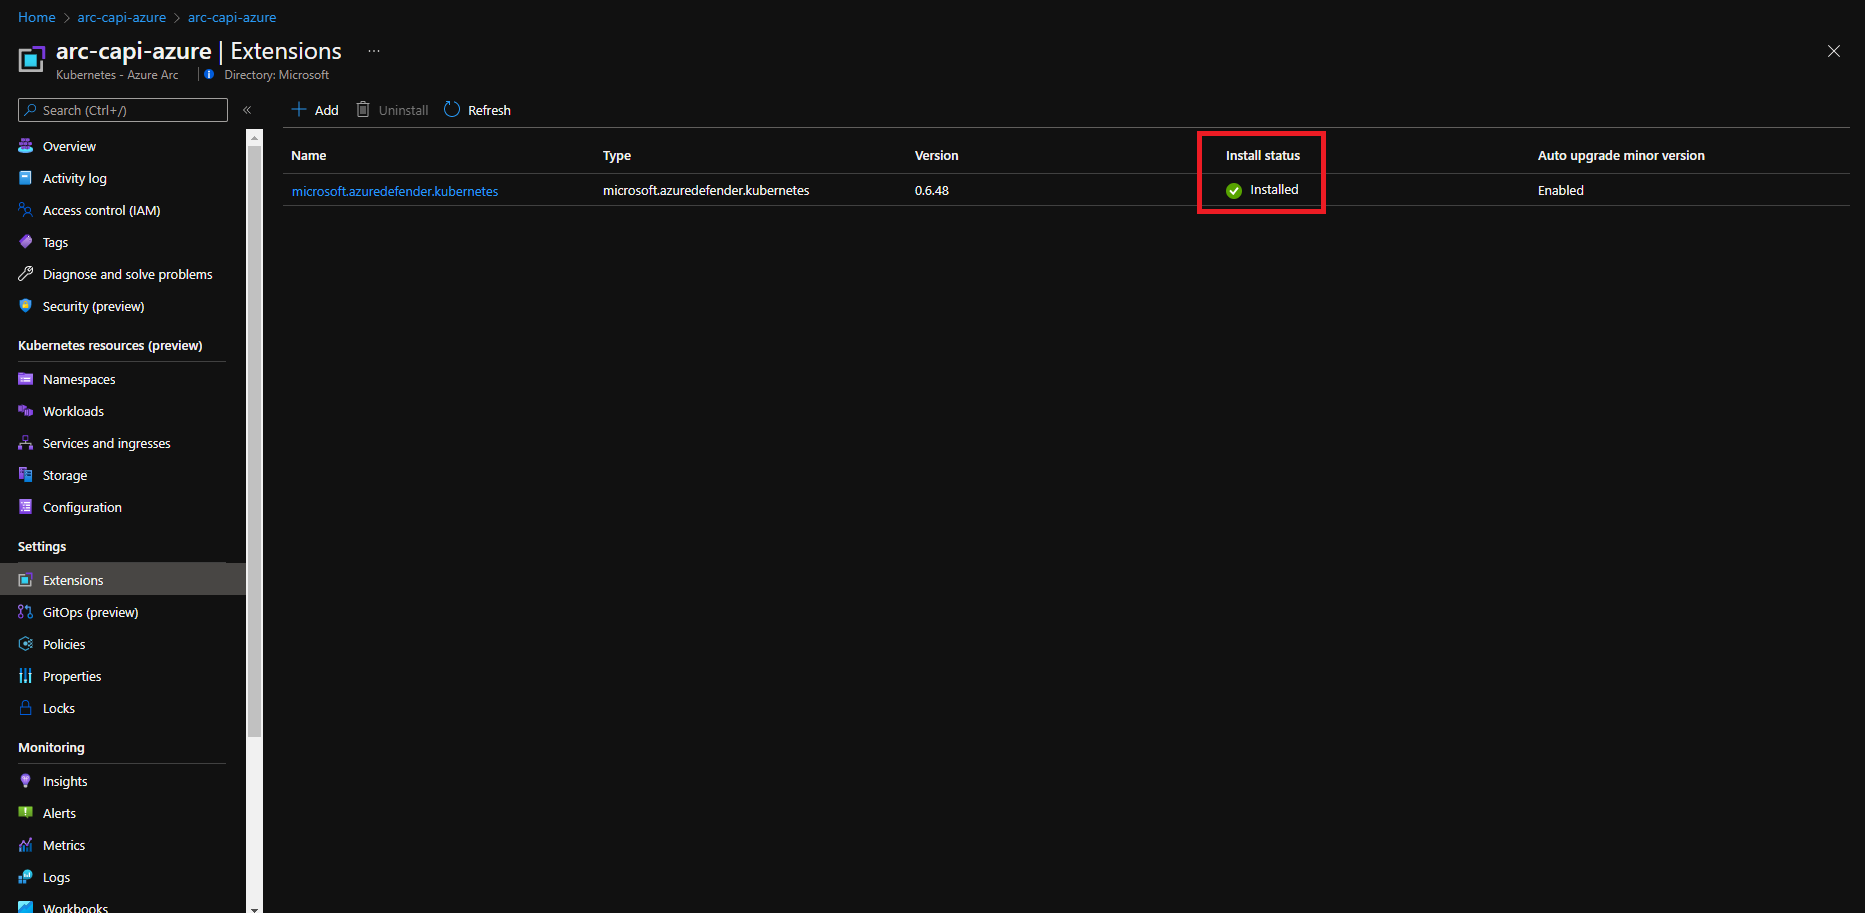 Home > arc-capi-azure > arc-capi-azure
arc-capi-azure | Extensions ...
Kubernetes - Azure Arc | Directory: Microsoft
Search (Ctrl+/) «
Overview
Activity log
Access control (IAM)
Tags
Diagnose and solve problems
Security (preview)
Kubernetes resources (preview)
Namespaces
Workloads
Services and ingresses
Storage
Configuration
Settings
Extensions
GitOps (preview)
Policies
Properties
Locks
Monitoring
Insights
Alerts
Metrics
Logs
Workbooks
Add Uninstall Refresh
Name Type Version Install status Auto upgrade minor version
microsoft.azuredefender.kubernetes microsoft.azuredefender.kubernetes 0.6.48 Installed Enabled